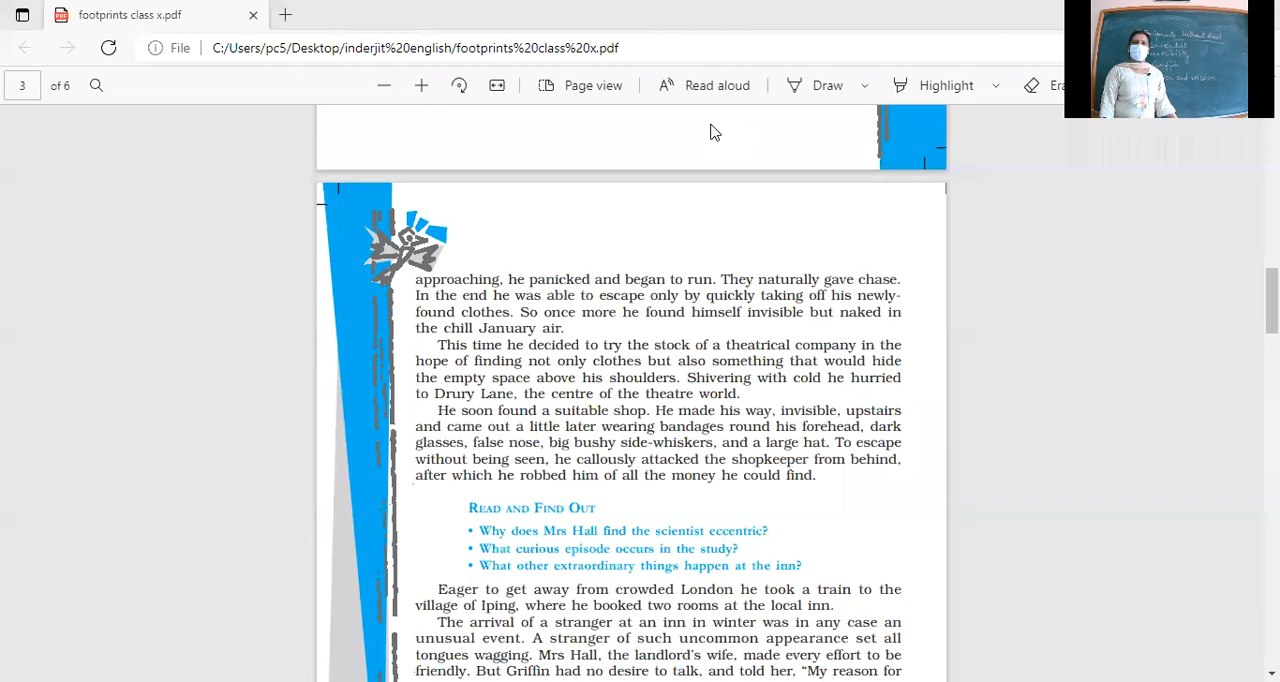 footprints class x.pdf
File C:/Users/pc5/Desktop/inderjit%20english/footprints%20class%20x.pdf
3 of 6 Page view Read aloud Draw Highlight Era
approaching, he panicked and began to run. They naturally gave chase.
In the end he was able to escape only by quickly taking off his newly-
found clothes. So once more he found himself invisible but naked in
the chill January air.
This time he decided to try the stock of a theatrical company in the
hope of finding not only clothes but also something that would hide
the empty space above his shoulders. Shivering with cold he hurried
to Drury Lane, the centre of the theatre world.
He soon found a suitable shop. He made his way, invisible, upstairs
and came out a little later wearing bandages round his forehead, dark
glasses, false nose, big bushy side-whiskers, and a large hat. To escape
without being seen, he callously attacked the shopkeeper from behind,
after which he robbed him of all the money he could find.
READ AND FIND OUT
• Why does Mrs Hall find the scientist eccentric?
• What curious episode occurs in the study?
• What other extraordinary things happen at the inn?
Eager to get away from crowded London he took a train to the
village of Iping, where he booked two rooms at the local inn.
The arrival of a stranger at an inn in winter was in any case an
unusual event. A stranger of such uncommon appearance set all
tongues wagging. Mrs Hall, the landlord's wife, made every effort to be
friendly. But Griffin had no desire to talk, and told her, “My reason for